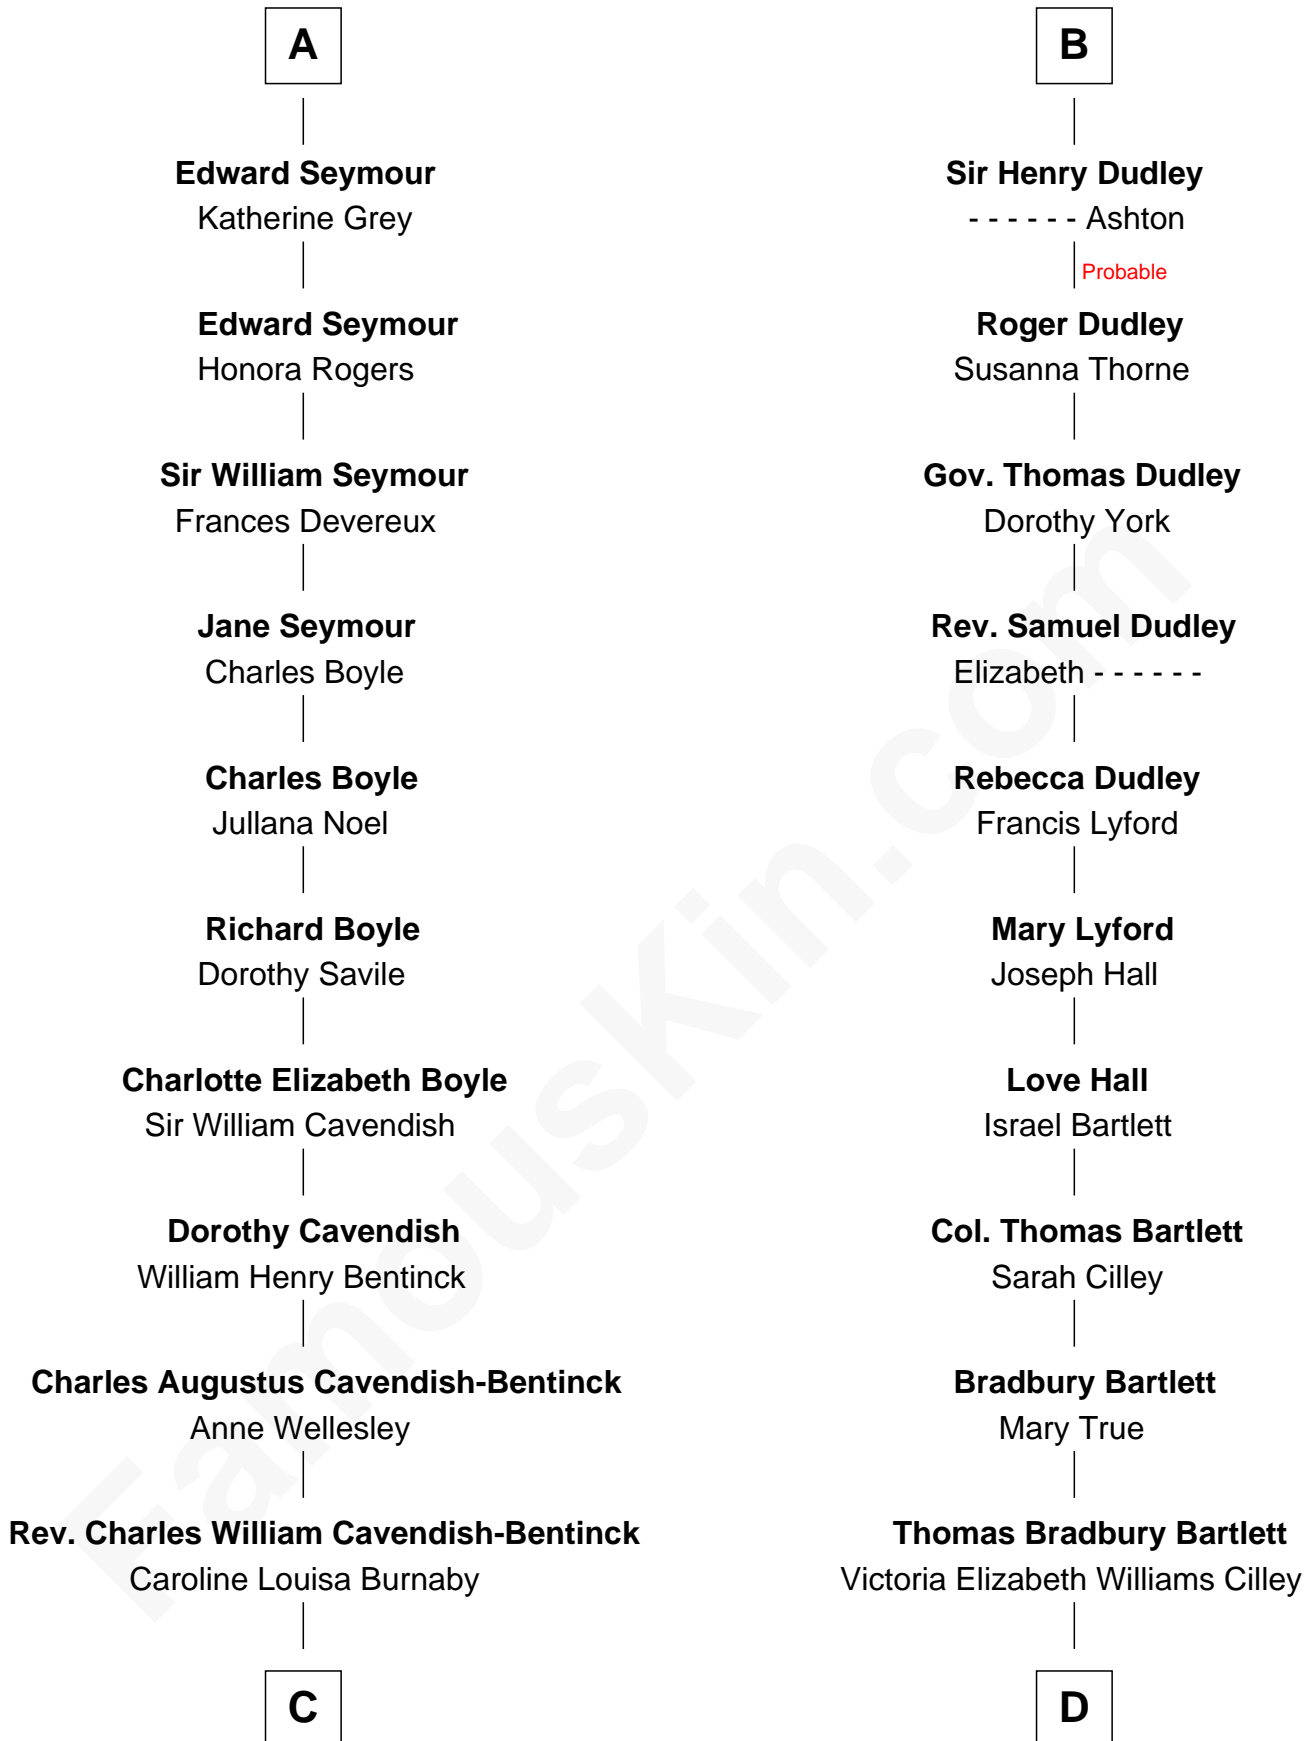 A
Edward Seymour
Katherine Grey
Edward Seymour
Honora Rogers
Sir William Seymour
Frances Devereux
Jane Seymour
Charles Boyle
Charles Boyle
Jullana Noel
Richard Boyle
Dorothy Savile
Charlotte Elizabeth Boyle
Sir William Cavendish
Dorothy Cavendish
William Henry Bentinck
Charles Augustus Cavendish-Bentinck
Anne Wellesley
Rev. Charles William Cavendish-Bentinck
Caroline Louisa Burnaby
C
B
Sir Henry Dudley
- - - - - - Ashton
Probable
Roger Dudley
Susanna Thorne
Gov. Thomas Dudley
Dorothy York
Rev. Samuel Dudley
Elizabeth - - - - - -
Rebecca Dudley
Francis Lyford
Mary Lyford
Joseph Hall
Love Hall
Israel Bartlett
Col. Thomas Bartlett
Sarah Cilley
Bradbury Bartlett
Mary True
Thomas Bradbury Bartlett
Victoria Elizabeth Williams Cilley
D
FamousKin.com